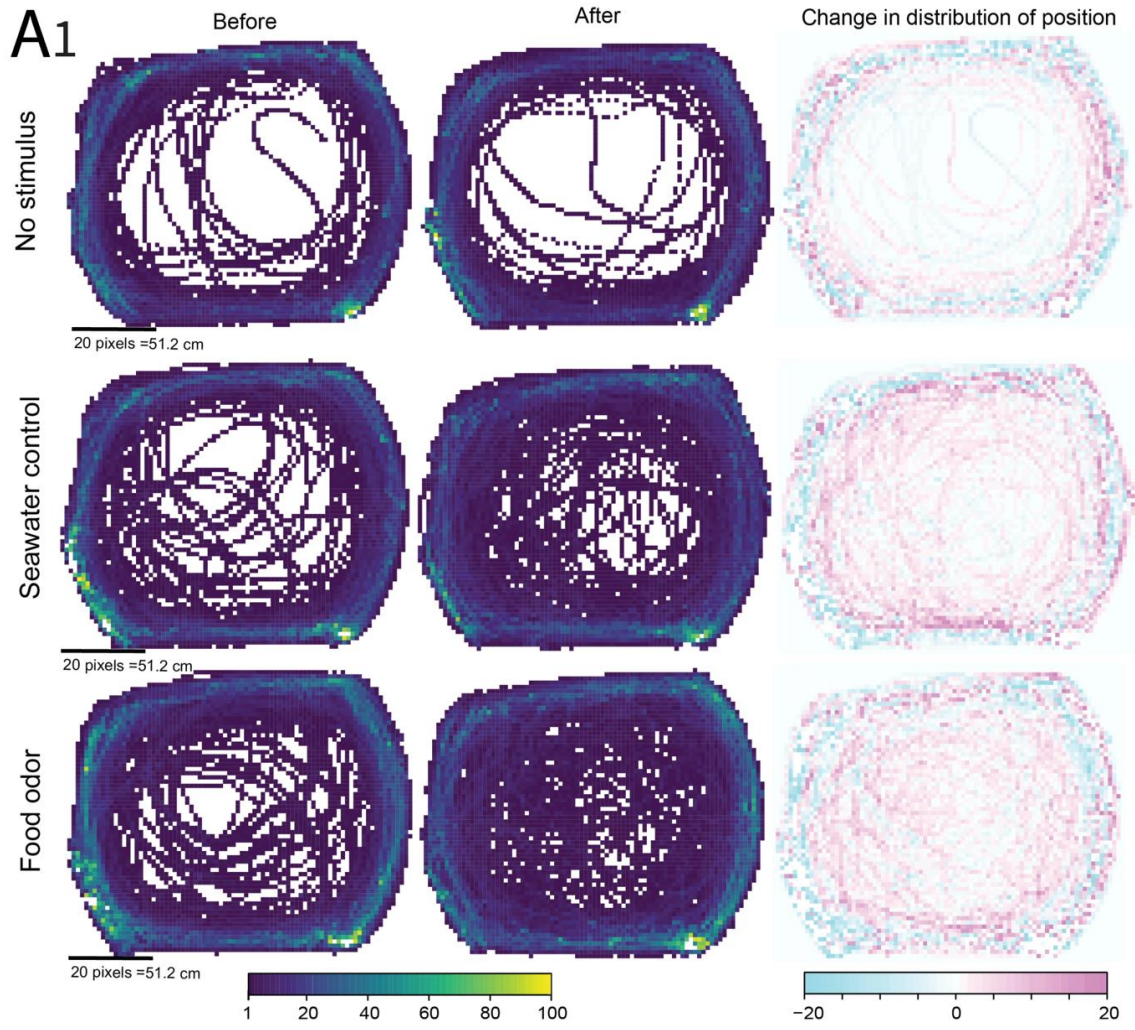 A1
Before
After
Change in distribution of position
No stimulus
20 pixels =51.2 cm
Seawater control
20 pixels =51.2 cm
Food odor
20 pixels =51.2 cm
1 20 40 60 80 100
−20 0 20